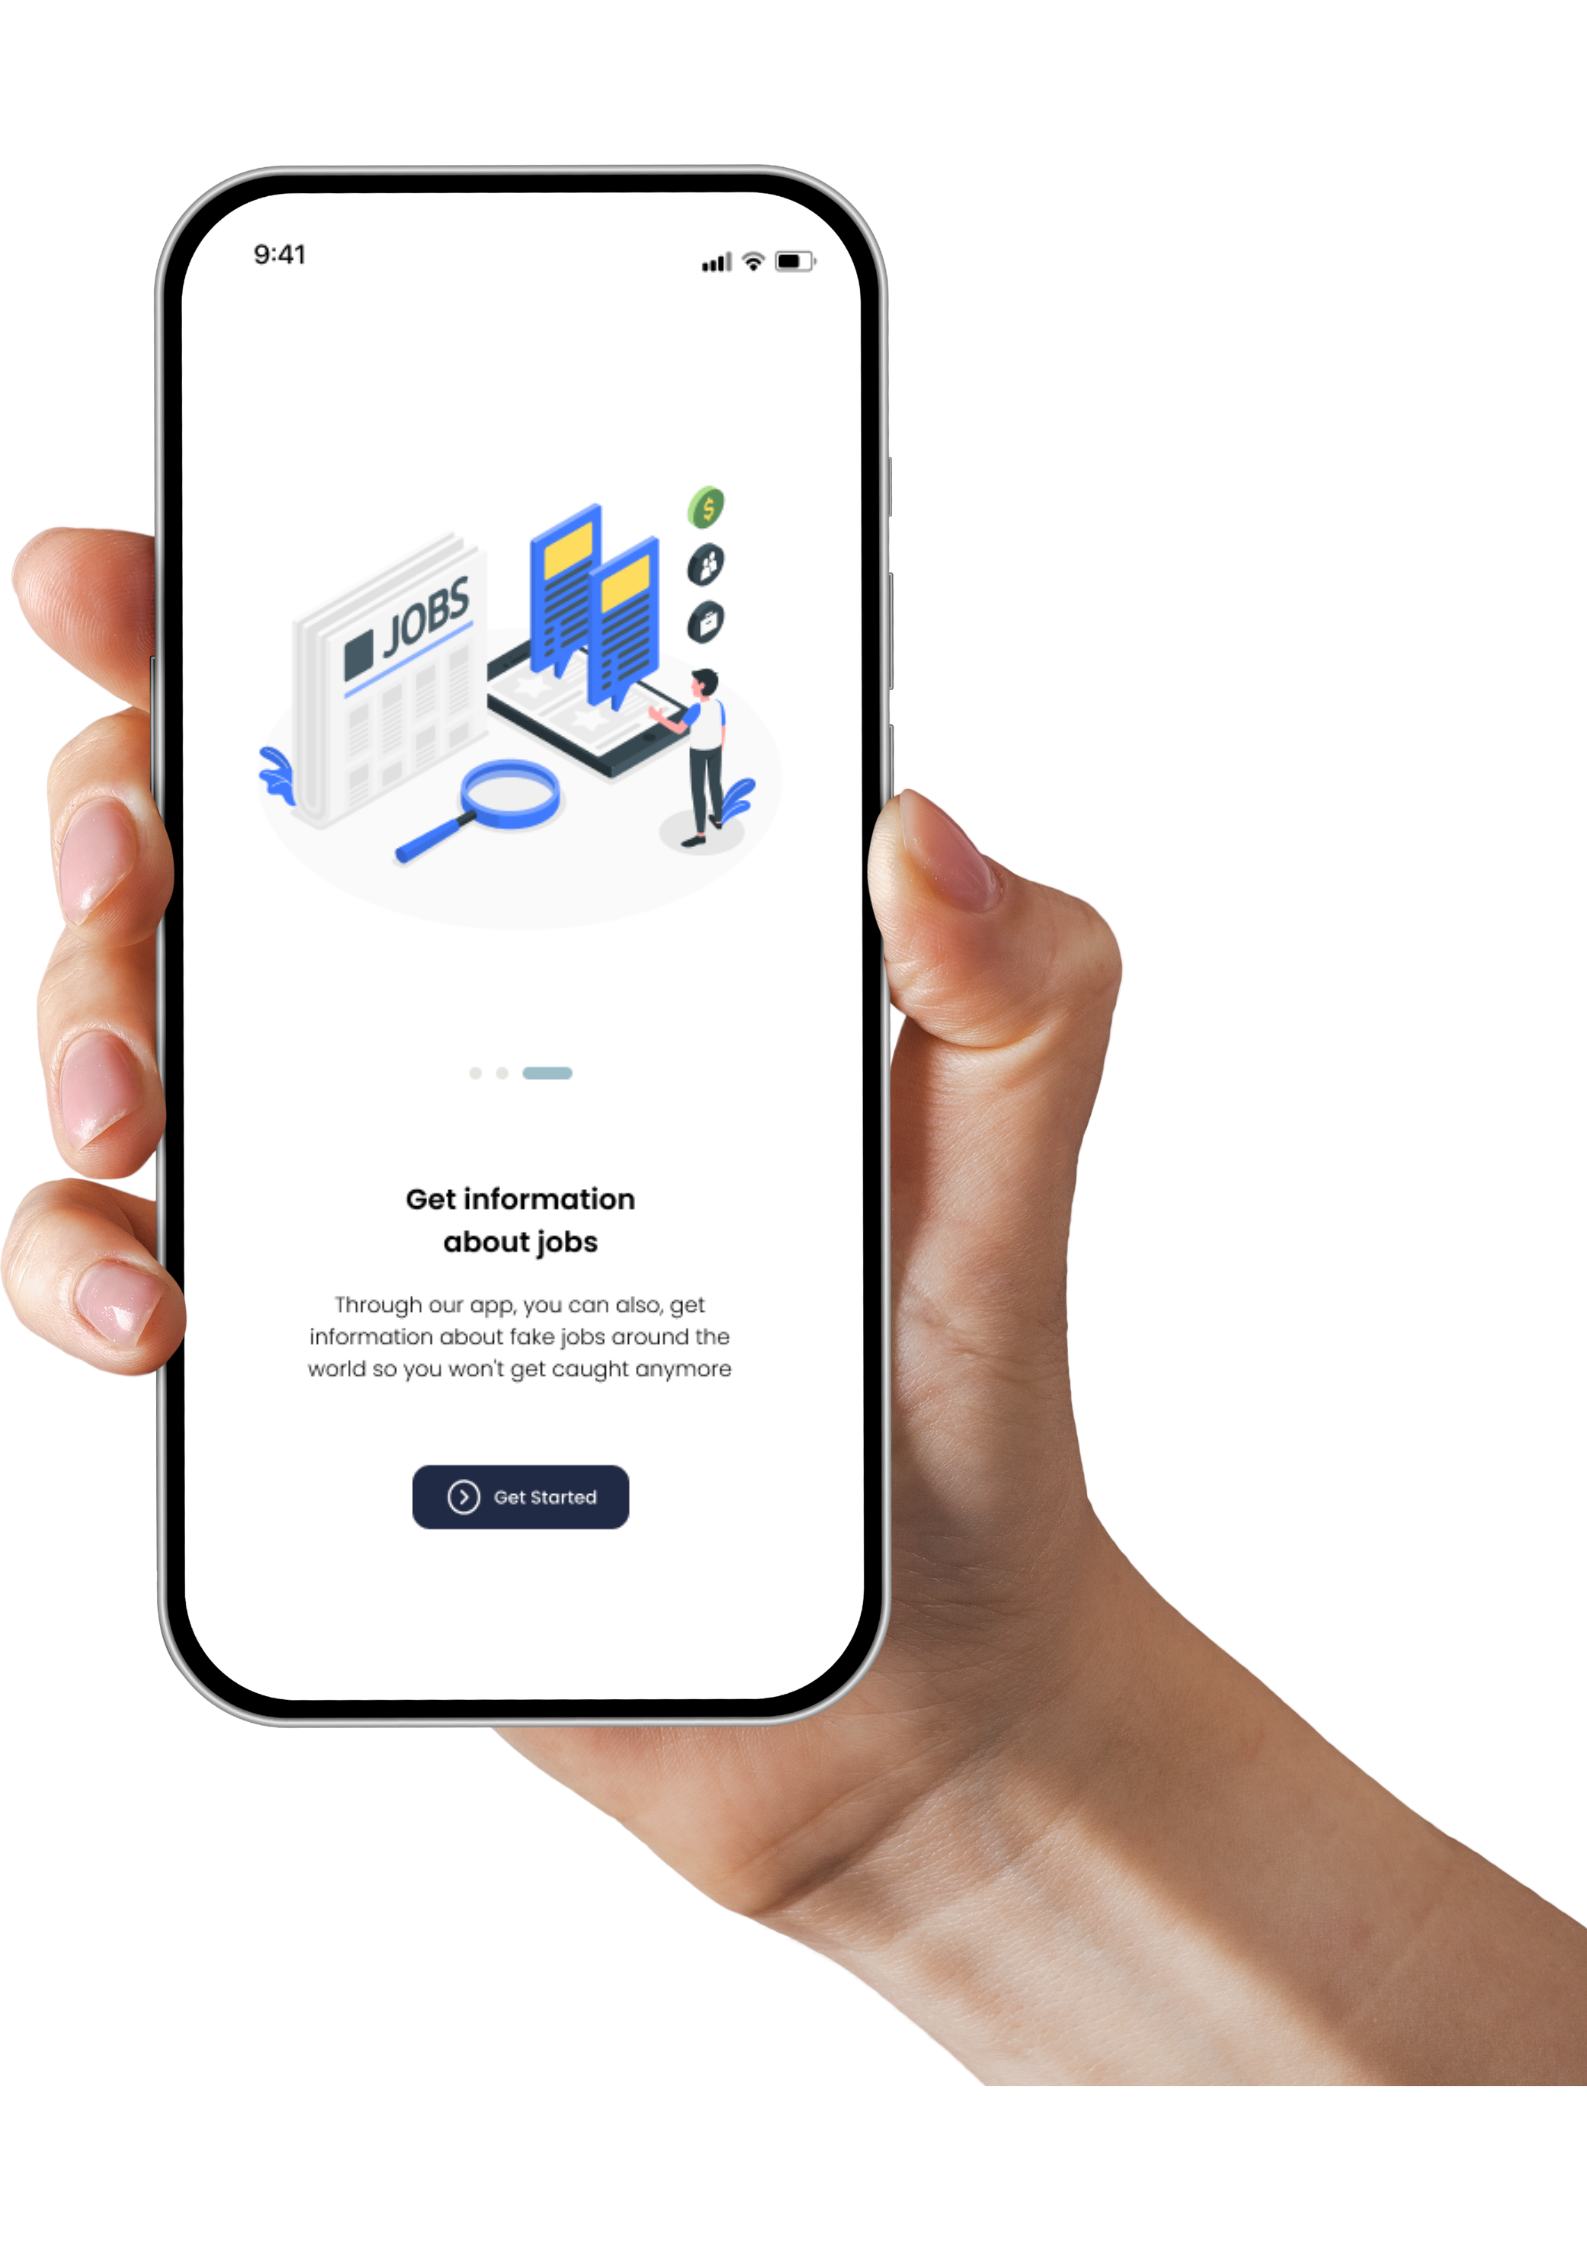 9:41
JOBS
$
Get information
about jobs
Through our app, you can also, get
information about fake jobs around the
world so you won't get caught anymore
Get Started